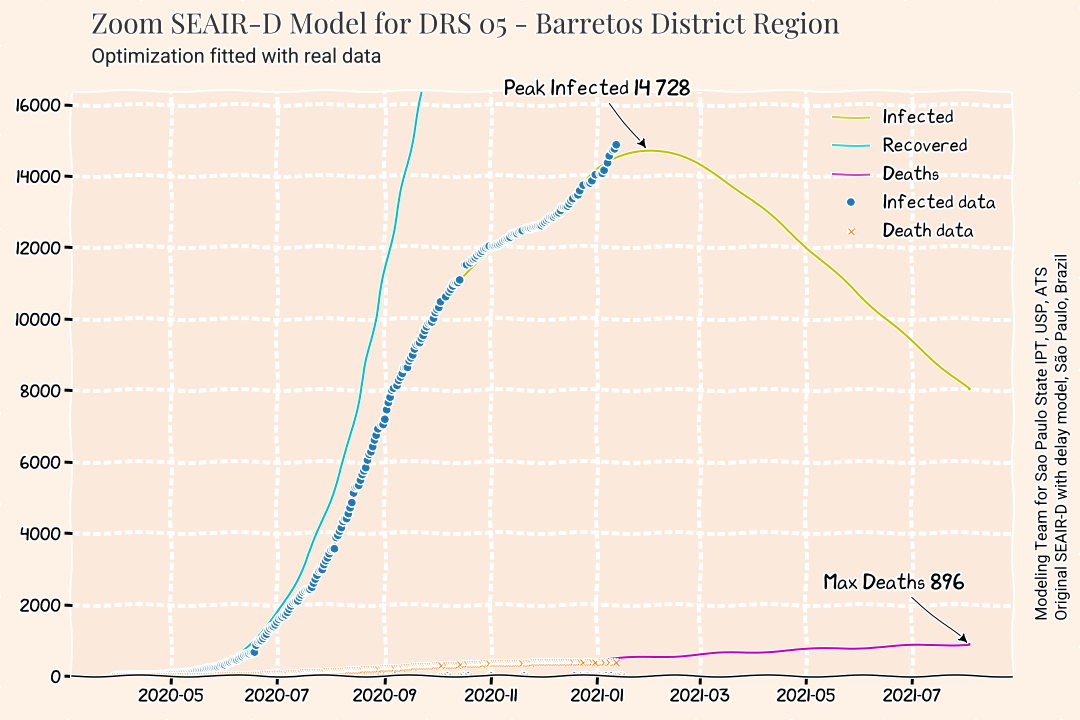 Zoom SEAIR-D Model for DRS 05 - Barretos District Region
Optimization fitted with real data
Peak Infected 14 728
Infected
Recovered
Deaths
Infected data
Death data
16000
14000
12000
10000
8000
6000
4000
2000
0
Max Deaths 896
2020-05
2020-07
2020-09
2020-11
2021-01
2021-03
2021-05
2021-07
Modeling Team for Sao Paulo State IPT, USP, ATS
Original SEAIR-D with delay model, São Paulo, Brazil